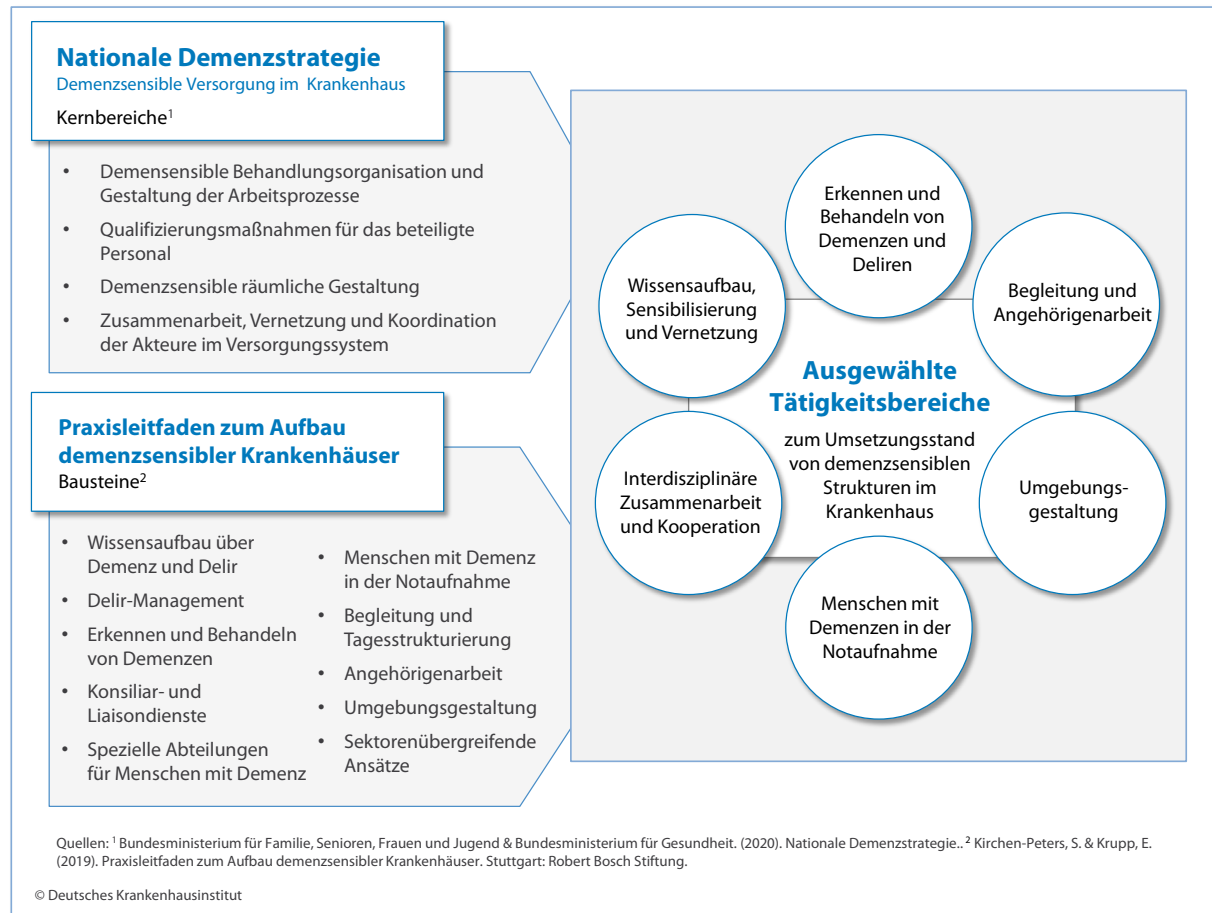 Nationale Demenzstrategie
Demenzsensible Versorgung im Krankenhaus
Kernbereiche¹
• Demensensible Behandlungsorganisation und
Gestaltung der Arbeitsprozesse
• Qualifizierungsmaßnahmen für das beteiligte
Personal
• Demenzsensible räumliche Gestaltung
• Zusammenarbeit, Vernetzung und Koordination
der Akteure im Versorgungssystem
Praxisleitfaden zum Aufbau
demenzsensibler Krankenhäuser
Bausteine²
• Wissensaufbau über
Demenz und Delir
• Delir-Management
• Erkennen und Behandeln
von Demenzen
• Konsiliar- und
Liaisondienste
• Spezielle Abteilungen
für Menschen mit Demenz
• Menschen mit Demenz
in der Notaufnahme
• Begleitung und
Tagesstrukturierung
• Angehörigenarbeit
• Umgebungsgestaltung
• Sektorenübergreifende
Ansätze
Erkennen und
Behandeln von
Demenzen und
Deliren
Begleitung und
Angehörigenarbeit
Umgebungs-
gestaltung
Menschen mit
Demenzen in der
Notaufnahme
Interdisziplinäre
Zusammenarbeit
und Kooperation
Wissensaufbau,
Sensibilisierung
und Vernetzung
Ausgewählte
Tätigkeitsbereiche
zum Umsetzungsstand
von demenzsensiblen
Strukturen im
Krankenhaus
Quellen: ¹ Bundesministerium für Familie, Senioren, Frauen und Jugend & Bundesministerium für Gesundheit. (2020). Nationale Demenzstrategie.. ² Kirchen-Peters, S. & Krupp, E.
(2019). Praxisleitfaden zum Aufbau demenzsensibler Krankenhäuser. Stuttgart: Robert Bosch Stiftung.
© Deutsches Krankenhausinstitut